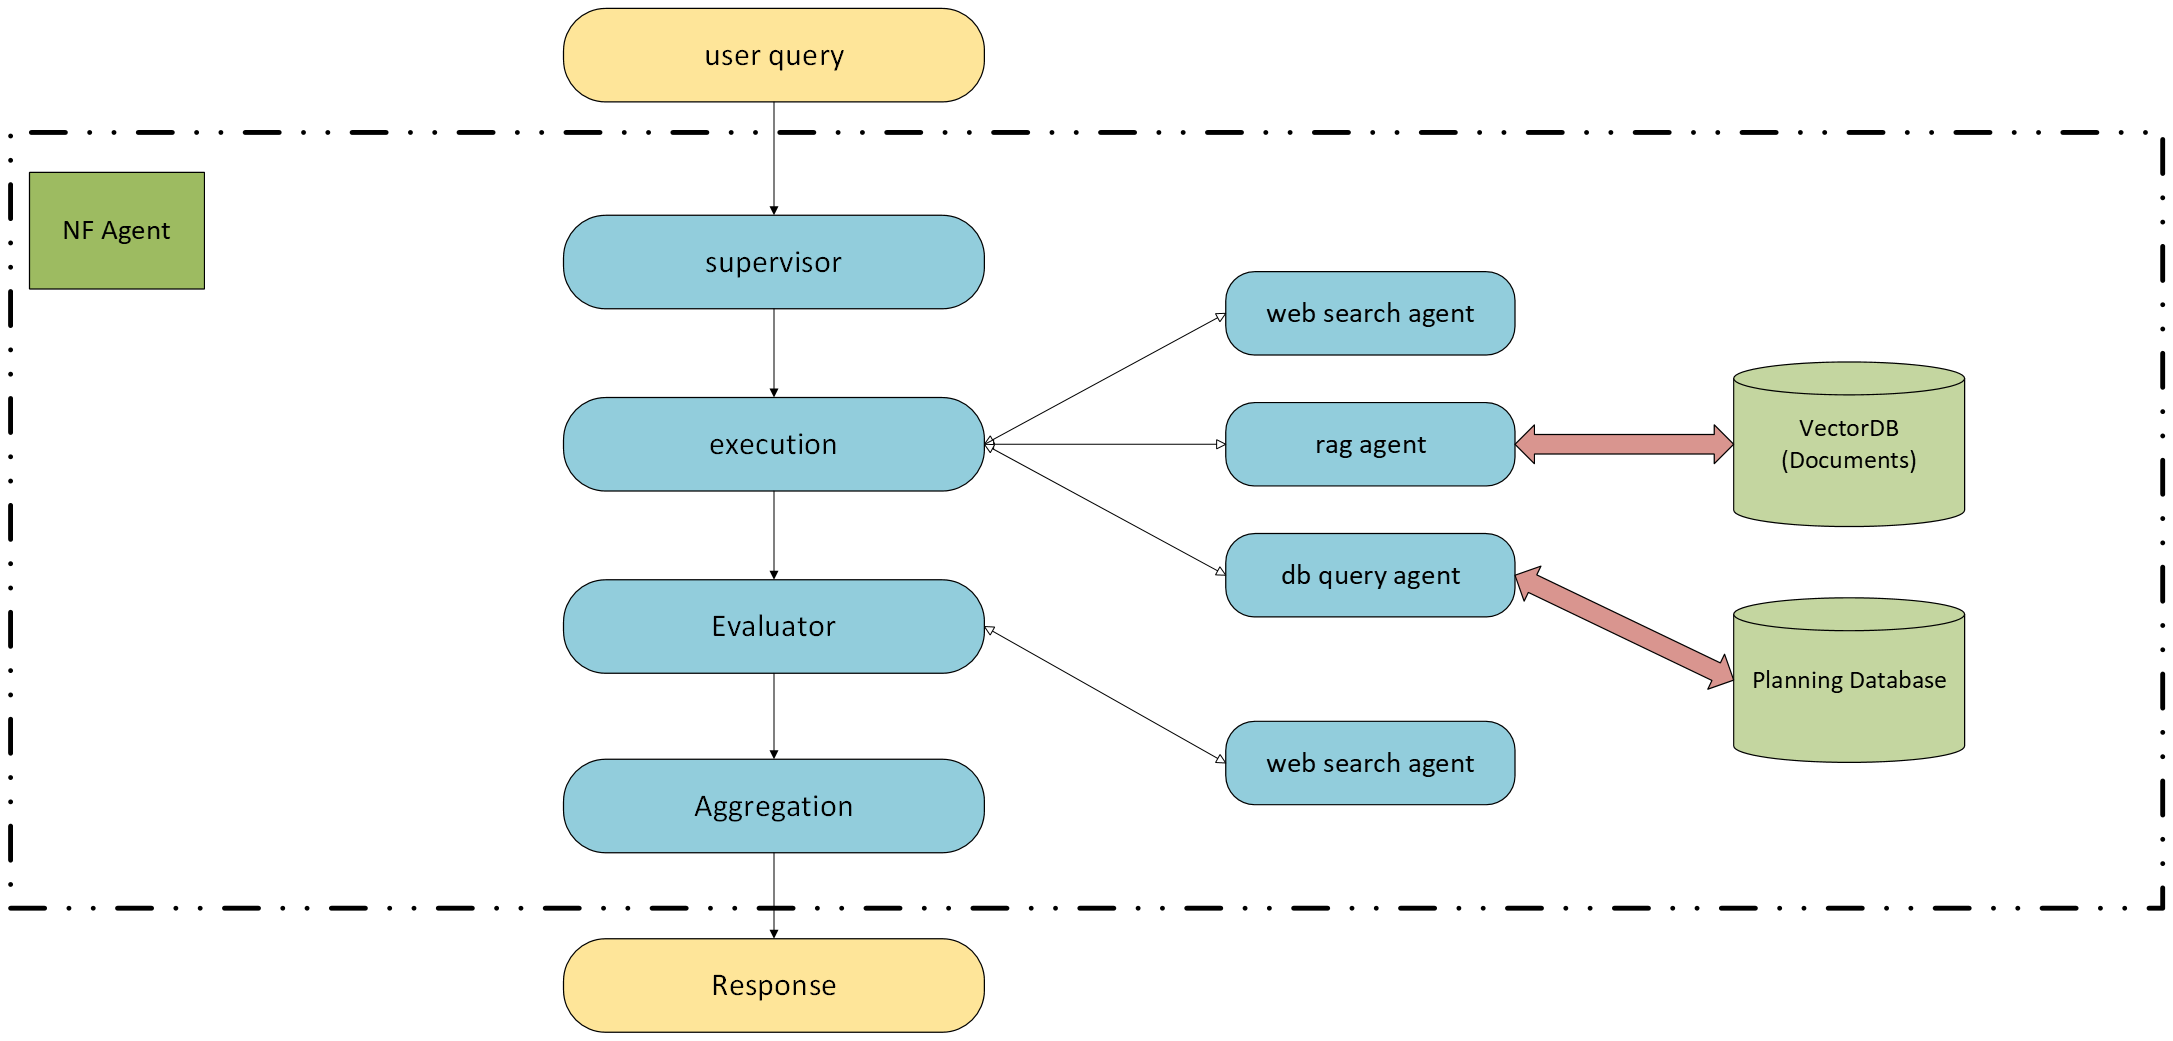 user query
NF Agent
supervisor
web search agent
execution
rag agent
VectorDB
(Documents)
db query agent
Evaluator
Planning Database
web search agent
Aggregation
Response